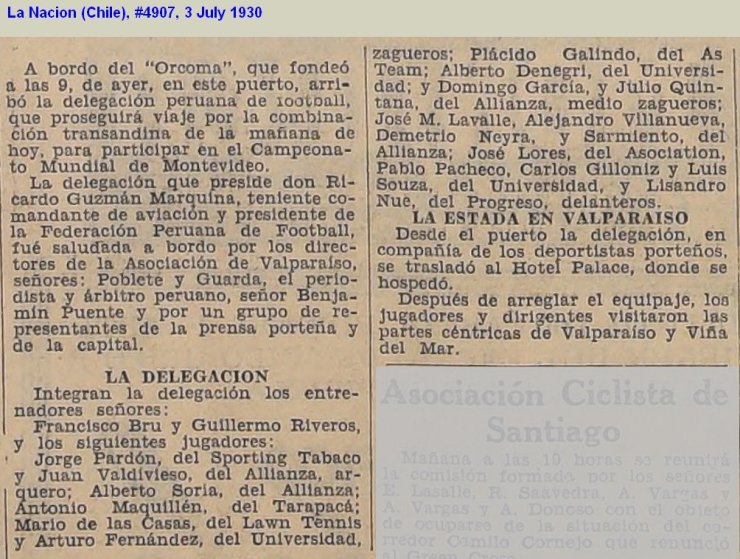 La Nacion (Chile), #4907, 3 July 1930
A bordo del "Orcoma", que fondeó
a las 9, de ayer, en este puerto, arri-
bó la delegación peruana de football,
que proseguirá viaje por la combina-
ción transandina de la mañana de
hoy, para participar en el Campeona-
to Mundial de Montevideo.
La delegación que preside don Ri-
cardo Guzmán Marquina, teniente co-
mandante de aviación y presidente de
la Federación Peruana de Football,
fué saludada a bordo por los direc-
tores de la Asociación de Valparaíso,
señores: Poblete y Guarda, el perio-
dista y árbitro peruano, señor Benja-
mín Puente y por un grupo de re-
presentantes de la prensa porteña y
de la capital.
LA DELEGACION
Integran la delegación los entre-
nadores señores:
Francisco Bru y Guillermo Riveros,
y los siguientes jugadores:
Jorge Pardón, del Sporting Tabaco
y Juan Valdivieso, del Alianza, ar-
quero; Alberto Soria, del Alianza;
Antonio Maquillén, del Tarapacá;
Mario de las Casas, del Lawn Tennis
y Arturo Fernández, del Universidad,
zagueros; Plácido Galindo, del As
Team; Alberto Denegri, del Universi-
dad; y Domingo García, y Julio Quin-
tana, del Alianza, medio zagueros;
José M. Lavalle, Alejandro Villanueva,
Demetrio Neyra, y Sarmiento, del
Alianza; José Lores, del Asociation,
Pablo Pacheco, Carlos Gilloniz y Luis
Souza, del Universidad, y Lisandro
Nue, del Progreso, delanteros.
LA ESTADA EN VALPARAISO
Desde el puerto la delegación, en
compañía de los deportistas porteños,
se trasladó al Hotel Palace, donde se
hospedó.
Después de arreglar el equipaje, los
jugadores y dirigentes visitaron las
partes céntricas de Valparaíso y Viña
del Mar.
Asociación Ciclista de
Santiago
Mañana a las 19 horas se reunirá
la comisión formada por los señores
E. Lasalle, R. Saavedra, A. Vargas y
A. Vargas y A. Donoso con el objeto
de ocuparse de la situación del co-
rredor Camilo Cornejo que renunció
al Green Cross